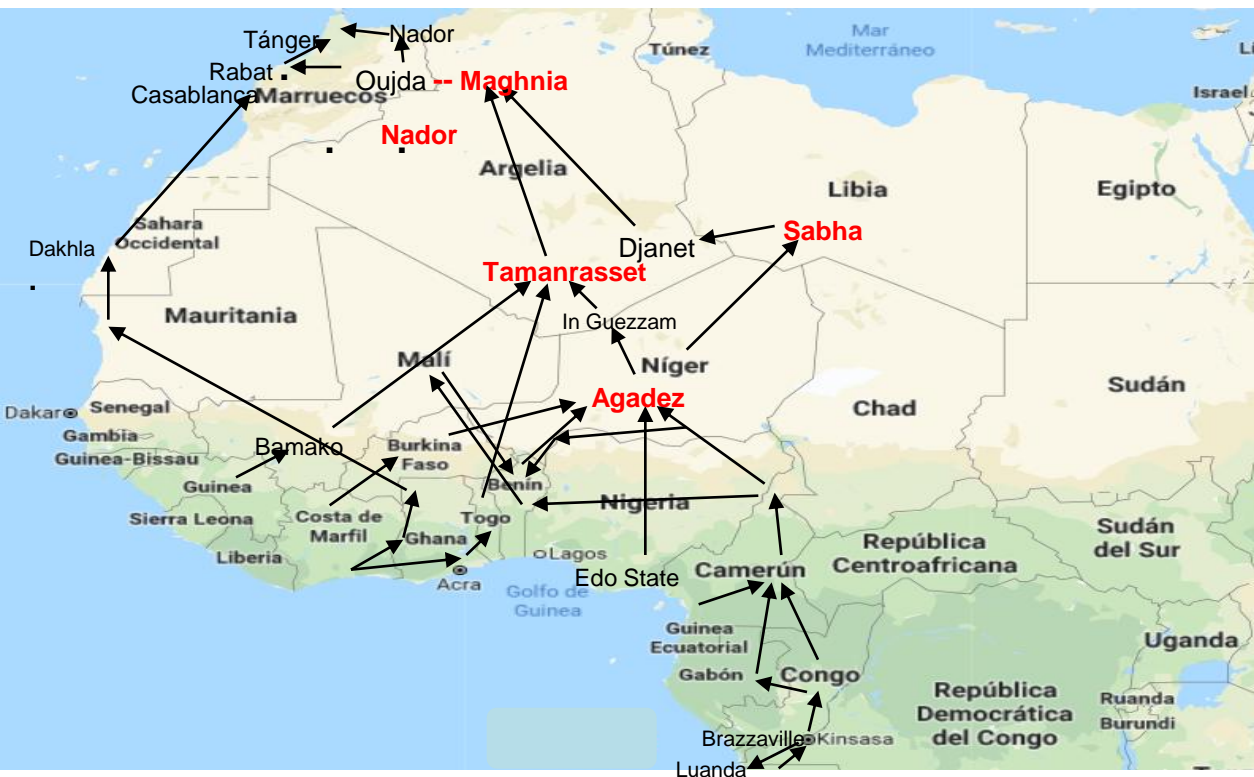 Mar
Mediterráneo
Tánger
Nador
Túnez
Rabat
Oujda -- Maghnia
Casablanca
Marruecos
Israel
Nador
Argelia
Libia
Egipto
Sahara
Occidental
Sabha
Dakhla
Djanet
Tamanrasset
Mauritania
In Guezzam
Malí
Níger
Sudán
Agadez
Chad
Dakar
Senegal
Gambia
Bamako
Burkina
Faso
Guinea-Bissau
Guinea
Benín
Nigeria
Sierra Leona
Costa de
Marfil
Togo
Ghana
Sudán
del Sur
Liberia
Lagos
República
Centroafricana
Acra
Edo State
Camerún
Golfo de
Guinea
Guinea
Ecuatorial
Uganda
Gabón
Congo
República
Democrática
del Congo
Ruanda
Burundi
Brazzaville
Kinsasa
Luanda